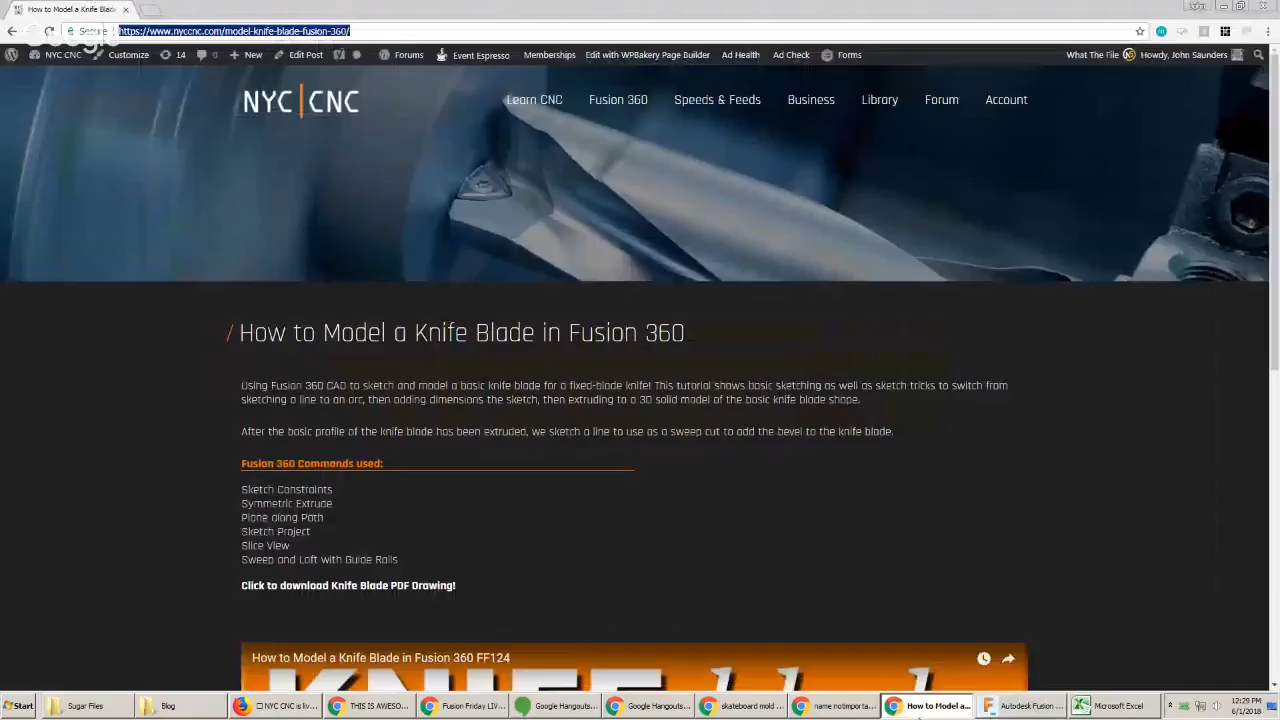 How to Model a Knife Blade
Secure https://www.nyccnc.com/model-knife-blade-fusion-360/
NYC CNC Customize 14 0 New Edit Post Forums Event Espresso Memberships Edit with WPBakery Page Builder Ad Health Ad Check Forms What The File Howdy, John Saunders
NYC|CNC Learn CNC Fusion 360 Speeds & Feeds Business Library Forum Account
/ How to Model a Knife Blade in Fusion 360
Using Fusion 360 CAD to sketch and model a basic knife blade for a fixed-blade knife! This tutorial shows basic sketching as well as sketch tricks to switch from
sketching a line to an arc, then adding dimensions the sketch, then extruding to a 3D solid model of the basic knife blade shape.
After the basic profile of the knife blade has been extruded, we sketch a line to use as a sweep cut to add the bevel to the knife blade.
Fusion 360 Commands used:
Sketch Constraints
Symmetric Extrude
Plane along Path
Sketch Project
Slice View
Sweep and Loft with Guide Rails
Click to download Knife Blade PDF Drawing!
How to Model a Knife Blade in Fusion 360 FF124
KNIFE blade
Start Sugar Files Blog NYC CNC is liv... THIS IS AWESO... Fusion Friday LIV... Google Hangouts... Google Hangouts... skateboard mold ... name notimporta... How to Model a... Autodesk Fusion ... Microsoft Excel 12:29 PM
6/1/2018